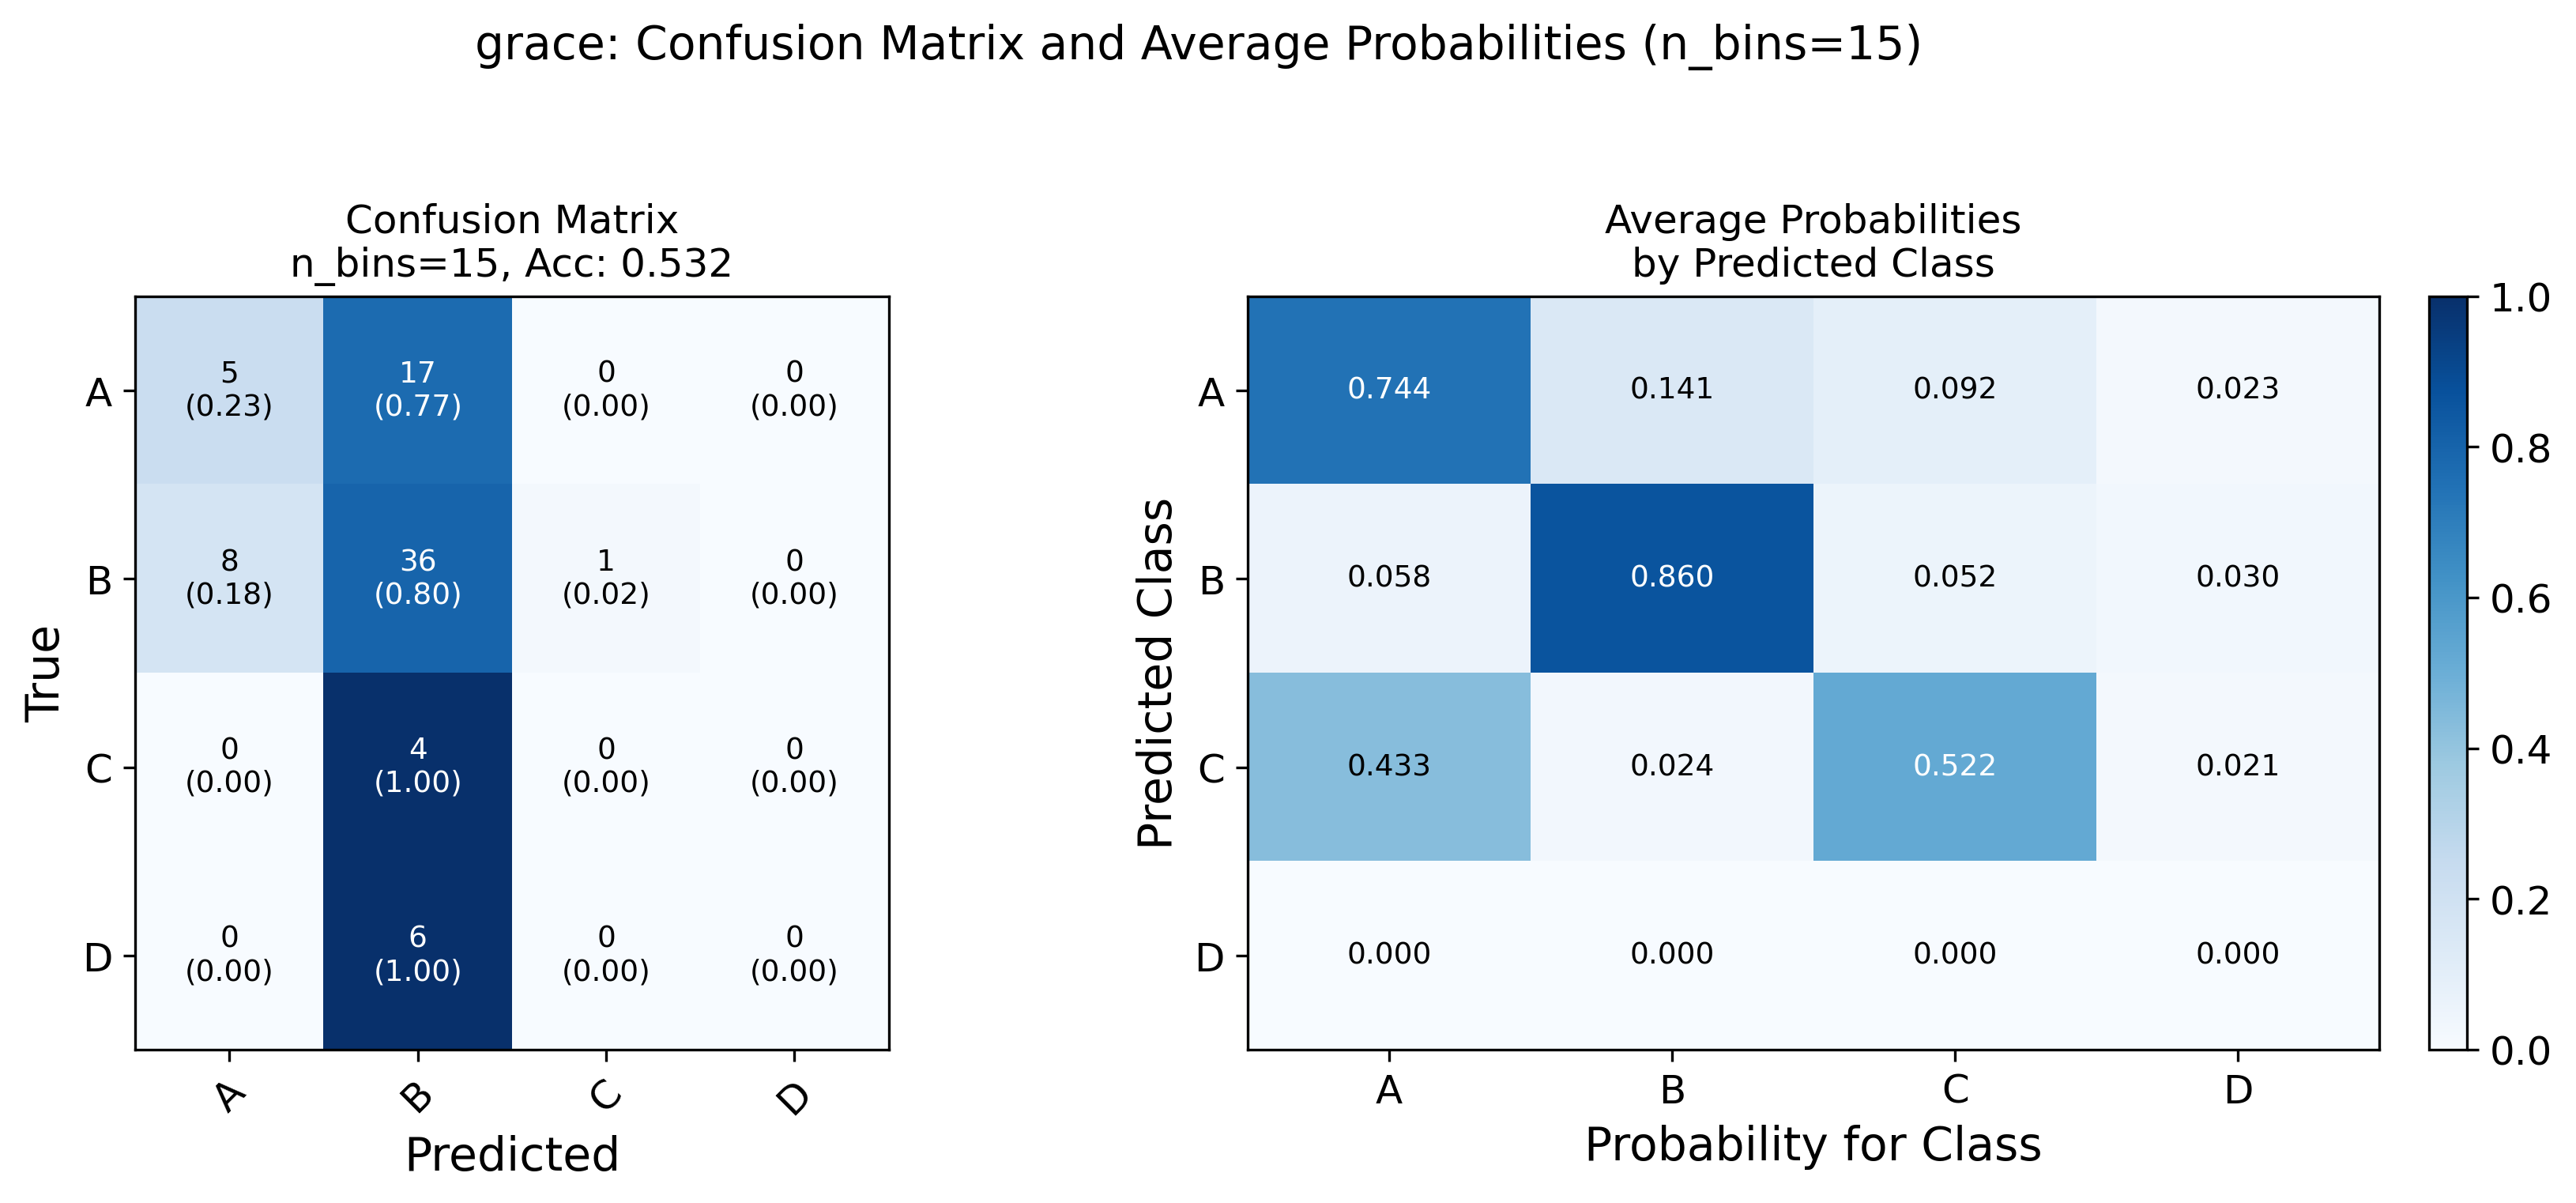 grace: Confusion Matrix and Average Probabilities (n_bins=15)
Confusion Matrix
n_bins=15, Acc: 0.532
True
A
5
(0.23)
17
(0.77)
0
(0.00)
0
(0.00)
B
8
(0.18)
36
(0.80)
1
(0.02)
0
(0.00)
C
0
(0.00)
4
(1.00)
0
(0.00)
0
(0.00)
D
0
(0.00)
6
(1.00)
0
(0.00)
0
(0.00)
A
B
C
D
Predicted
Average Probabilities
by Predicted Class
Predicted Class
A
0.744
0.141
0.092
0.023
B
0.058
0.860
0.052
0.030
C
0.433
0.024
0.522
0.021
D
0.000
0.000
0.000
0.000
A
B
C
D
Probability for Class
1.0
0.8
0.6
0.4
0.2
0.0